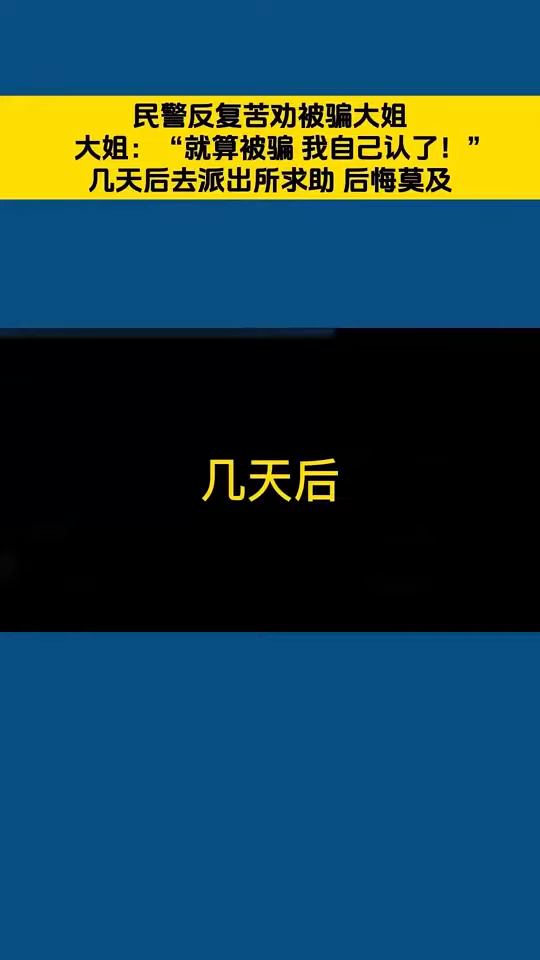 民警反复苦劝被骗大姐
大姐：“就算被骗 我自己认了！”
几天后去派出所求助 后悔莫及
几天后